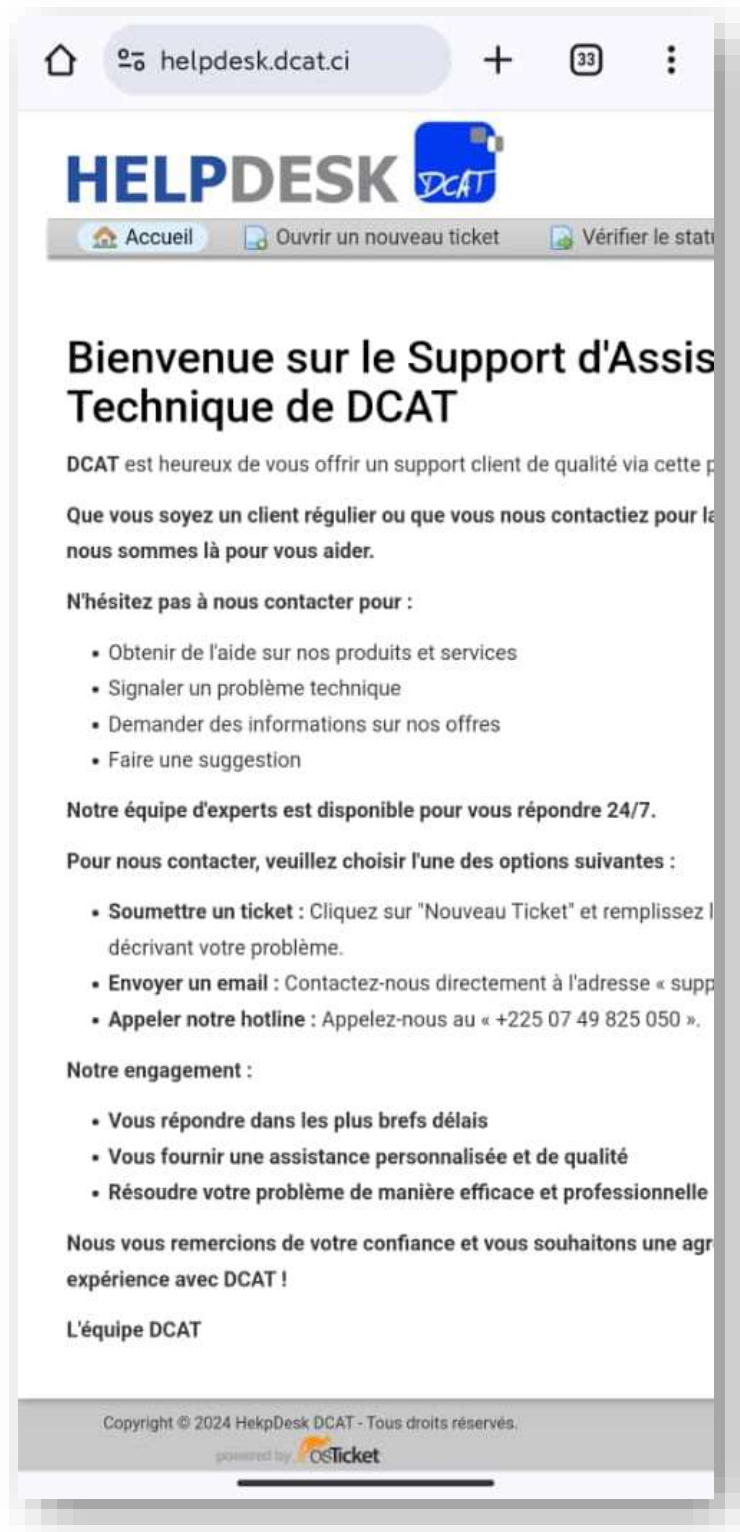 helpdesk.dcat.ci
33
HELPDESK DCAT
Accueil Ouvrir un nouveau ticket Vérifier le statu
Bienvenue sur le Support d'Assis
Technique de DCAT
DCAT est heureux de vous offrir un support client de qualité via cette p
Que vous soyez un client régulier ou que vous nous contactiez pour la
nous sommes là pour vous aider.
N'hésitez pas à nous contacter pour :
• Obtenir de l'aide sur nos produits et services
• Signaler un problème technique
• Demander des informations sur nos offres
• Faire une suggestion
Notre équipe d'experts est disponible pour vous répondre 24/7.
Pour nous contacter, veuillez choisir l'une des options suivantes :
• Soumettre un ticket : Cliquez sur "Nouveau Ticket" et remplissez l
décrivant votre problème.
• Envoyer un email : Contactez-nous directement à l'adresse « supp
• Appeler notre hotline : Appelez-nous au « +225 07 49 825 050 ».
Notre engagement :
• Vous répondre dans les plus brefs délais
• Vous fournir une assistance personnalisée et de qualité
• Résoudre votre problème de manière efficace et professionnelle
Nous vous remercions de votre confiance et vous souhaitons une agr
expérience avec DCAT !
L'équipe DCAT
Copyright © 2024 HekpDesk DCAT - Tous droits réservés.
powered by osTicket